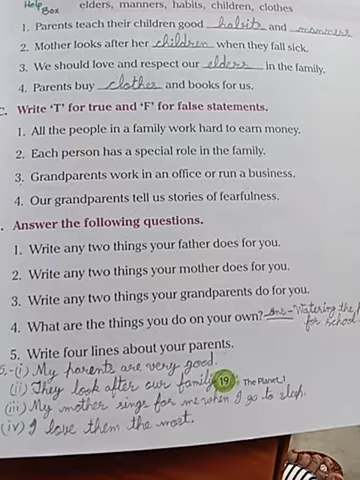 Help Box elders, manners, habits, children, clothes
1. Parents teach their children good habits and manners
2. Mother looks after her children when they fall sick.
3. We should love and respect our elders in the family.
4. Parents buy clothes and books for us.
C. Write 'T' for true and 'F' for false statements.
1. All the people in a family work hard to earn money.
2. Each person has a special role in the family.
3. Grandparents work in an office or run a business.
4. Our grandparents tell us stories of fearfulness.
. Answer the following questions.
1. Write any two things your father does for you.
2. Write any two things your mother does for you.
3. Write any two things your grandparents do for you.
4. What are the things you do on your own? Ans - Watering the
for school
5. Write four lines about your parents.
5.-(i) My parents are very good.
(ii) They look after our family 19 The Planet_1
(iii) My mother sings for me when I go to sleep.
(iv) I love them the most.